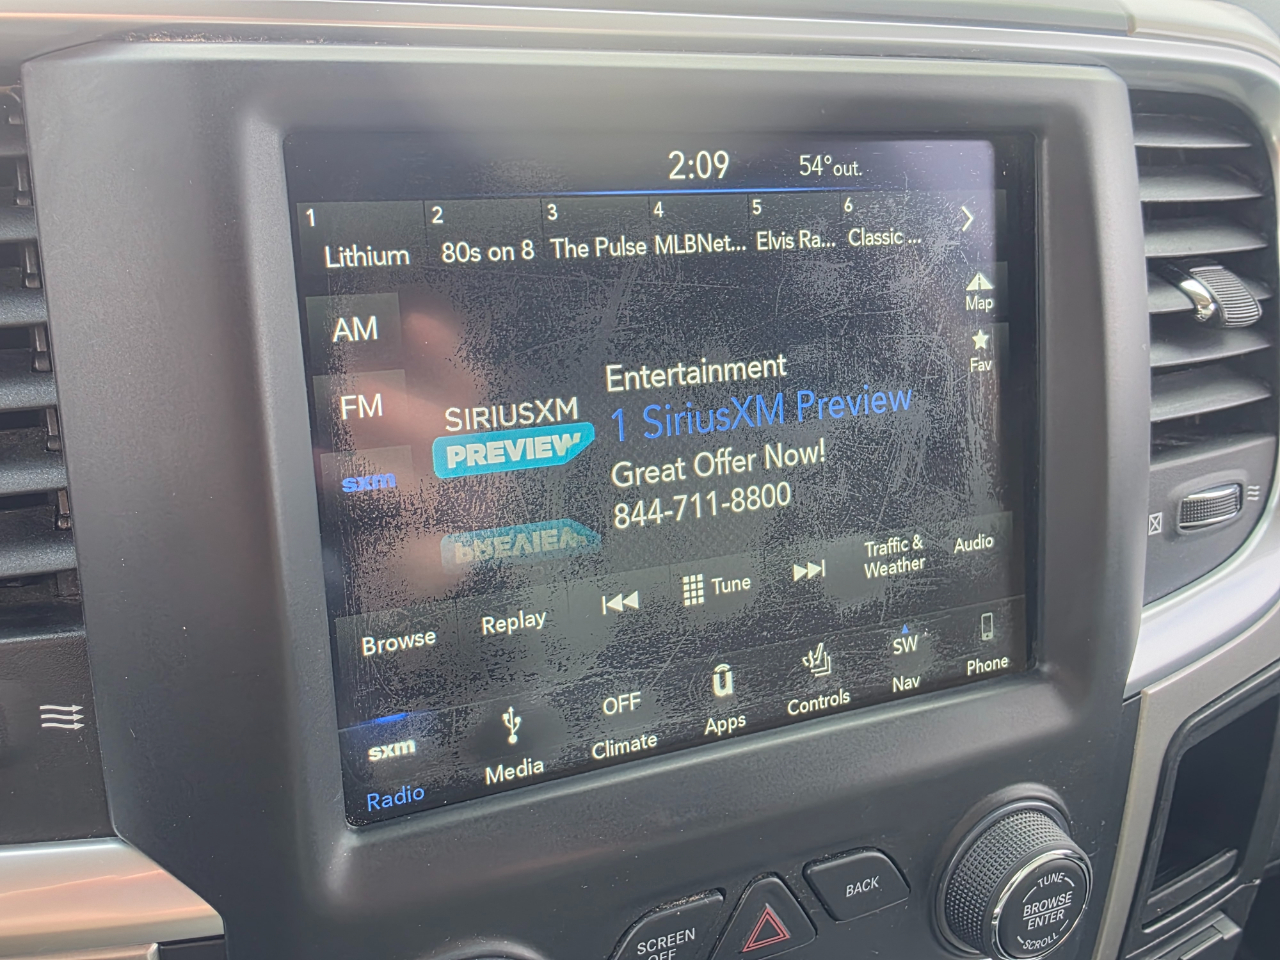 2:09 54°out.
1 2 3 4 5 6
Lithium 80s on 8 The Pulse MLBNet... Elvis Ra... Classic ...
Map
AM
Fav
Entertainment
FM
SIRIUSXM
1 SiriusXM Preview
PREVIEW
Great Offer Now!
sxm
844-711-8800
PREVIEW
Browse Replay Tune Traffic &
Weather
Audio
sxm OFF SW
Radio Media Climate Apps Controls Nav Phone
SCREEN
OFF
BACK
TUNE
BROWSE
ENTER
SCROLL